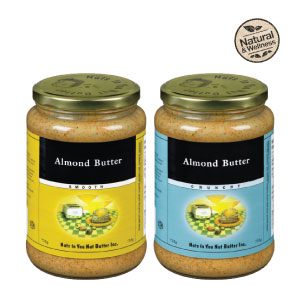 Natural
& Wellness
Almond Butter
SMOOTH
Nuts to You Nut Butter Inc.
Almond Butter
CRUNCHY
Nuts to You Nut Butter Inc.